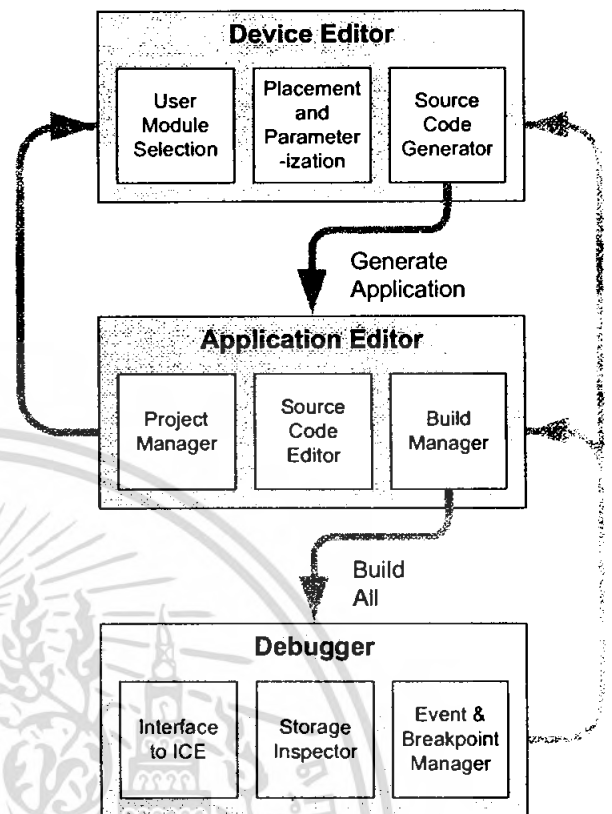 Device Editor
User
Module
Selection
Placement
and
Parameter
-ization
Source
Code
Generator
Generate
Application
Application Editor
Project
Manager
Source
Code
Editor
Build
Manager
Build
All
Debugger
Interface
to ICE
Storage
Inspector
Event &
Breakpoint
Manager